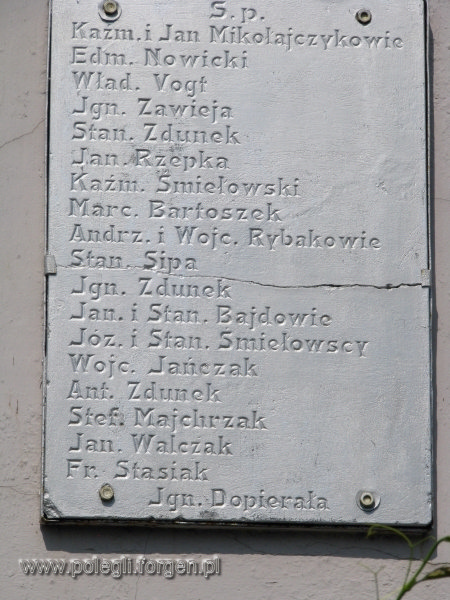 Ś.p.
Kaźm. i Jan Mikołajczykowie
Edm. Nowicki
Wład. Vogt
Jgn. Zawieja
Stan. Zdunek
Jan. Rzepka
Kaźm. Śmiełowski
Marc. Bartoszek
Andrz. i Wojc. Rybakowie
Stan. Sipa
Jgn. Zdunek
Jan. i Stan. Bajdowie
Józ. i Stan. Śmiełowscy
Wojc. Jańczak
Ant. Zdunek
Stef. Majchrzak
Jan. Walczak
Fr. Stasiak
Jgn. Dopierała
www.polegli.forgen.pl